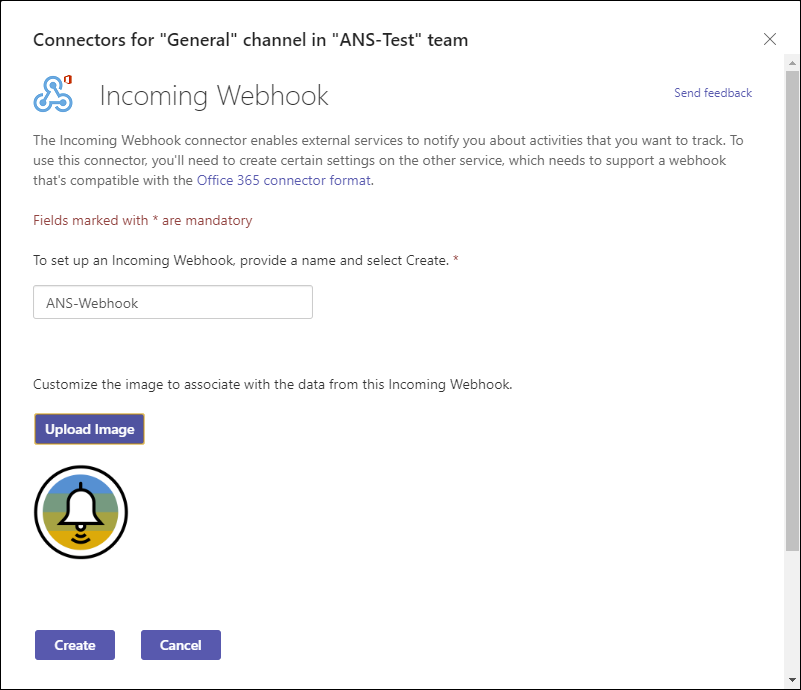 Connectors for "General" channel in "ANS-Test" team
Incoming Webhook
Send feedback
The Incoming Webhook connector enables external services to notify you about activities that you want to track. To
use this connector, you'll need to create certain settings on the other service, which needs to support a webhook
that's compatible with the Office 365 connector format.
Fields marked with * are mandatory
To set up an Incoming Webhook, provide a name and select Create. *
ANS-Webhook
Customize the image to associate with the data from this Incoming Webhook.
Upload Image
Create
Cancel